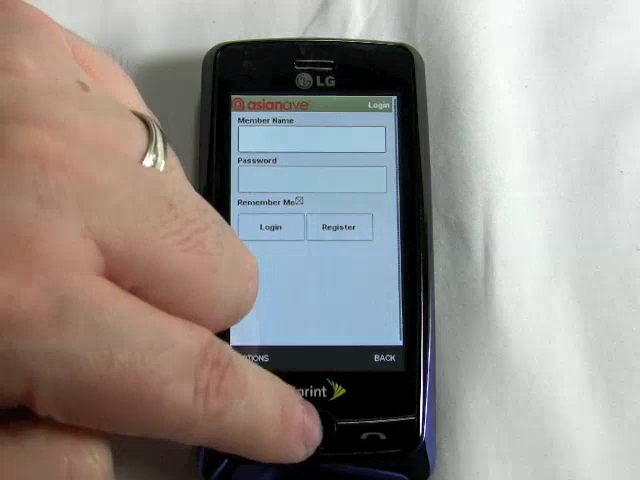 LG
asianave
Login
Member Name
Password
Remember Me
Login
Register
BACK